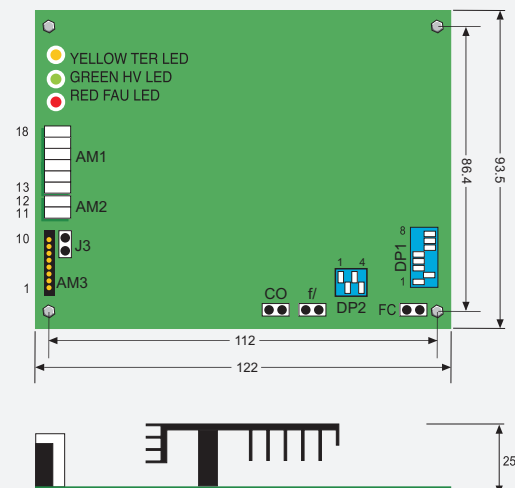 YELLOW TER LED
GREEN HV LED
RED FAU LED
18
AM1
13
12
AM2
11
10
J3
1
AM3
CO
f/
1 4
DP2
8
DP1
1
FC
86.4
93.5
112
122
25